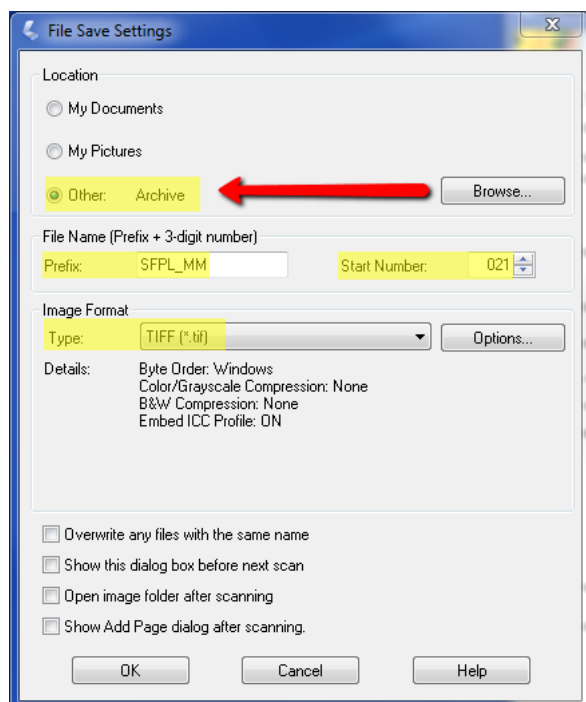 File Save Settings
Location
My Documents
My Pictures
Other: Archive
Browse...
File Name (Prefix + 3-digit number)
Prefix: SFPL_MM Start Number: 021
Image Format
Type: TIFF (*.tif) Options...
Details: Byte Order: Windows
Color/Grayscale Compression: None
B&W Compression: None
Embed ICC Profile: ON
Overwrite any files with the same name
Show this dialog box before next scan
Open image folder after scanning
Show Add Page dialog after scanning.
OK Cancel Help